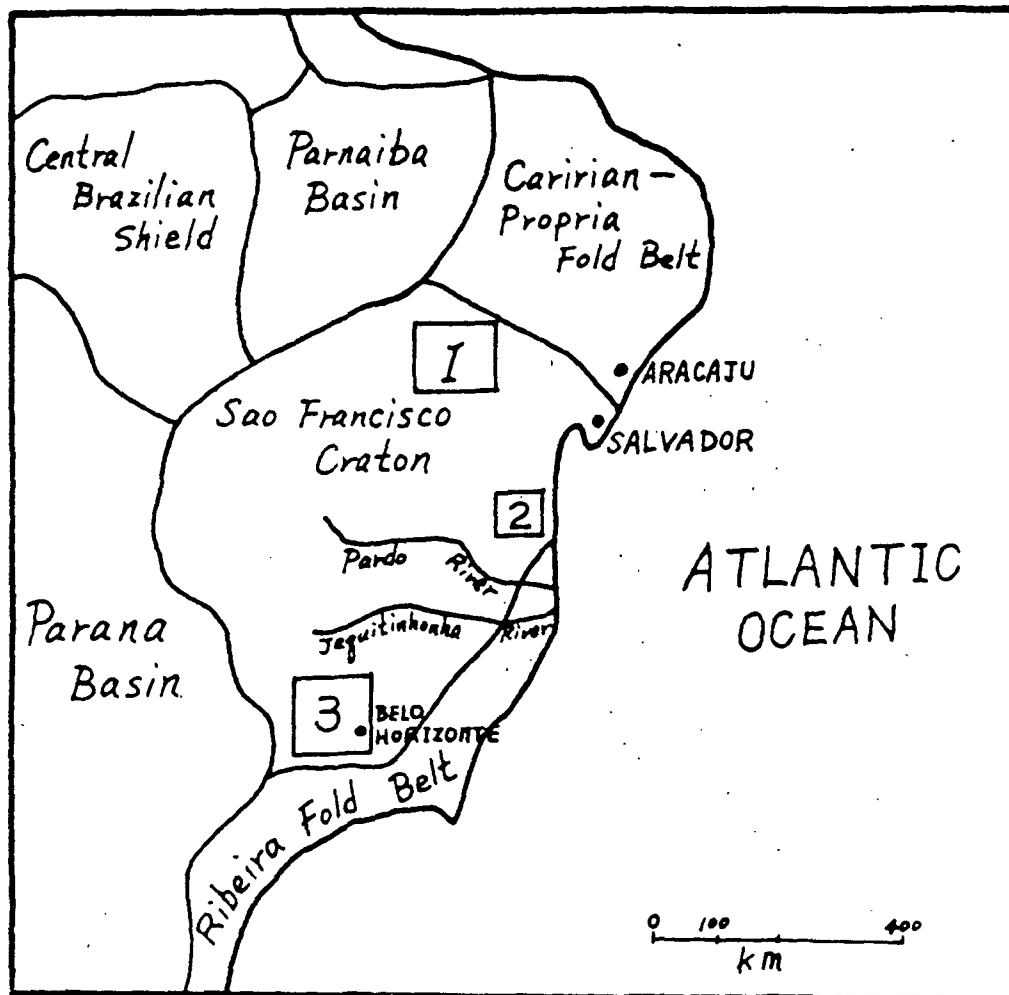 Central
Brazilian
Shield
Parnaiba
Basin
Caririan –
Propria
Fold Belt
I
ARACAJU
Sao Francisco
Craton
SALVADOR
2
Pardo River
ATLANTIC
OCEAN
Jequitinhonha River
Parana
Basin
3
BELO
HORIZONTE
Ribeira Fold Belt
0 100 400
km